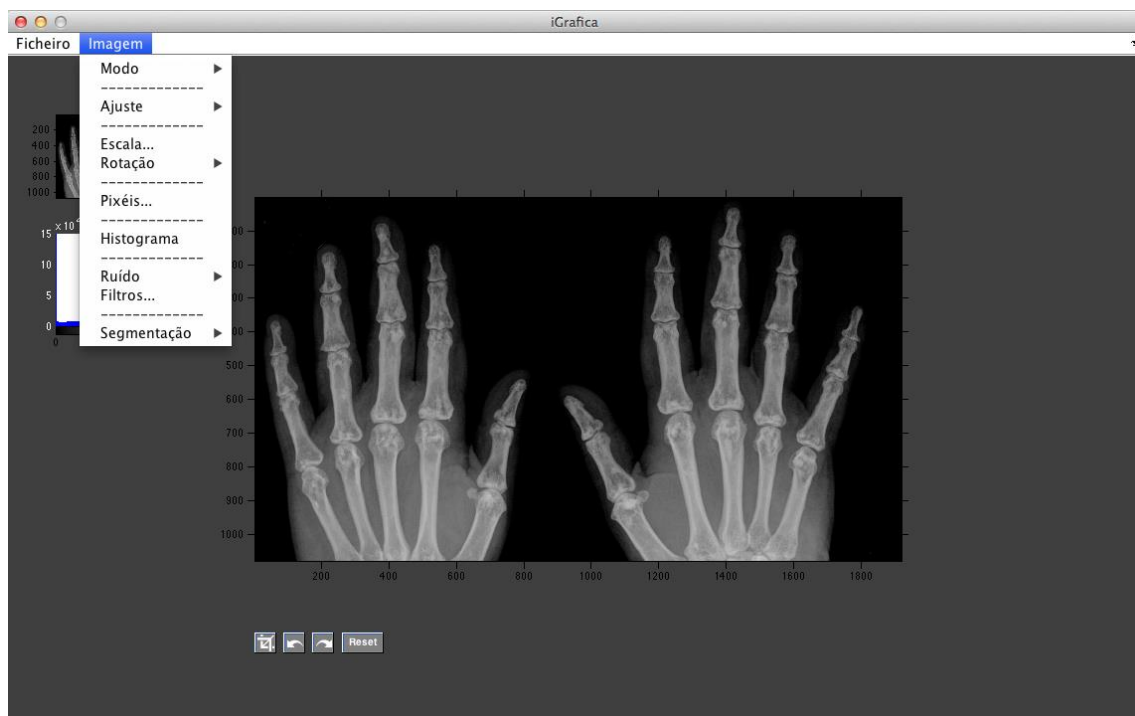 iGrafica
Ficheiro Imagem
Modo
-------------
Ajuste
-------------
Escala...
Rotação
-------------
Pixéis...
-------------
Histograma
-------------
Ruído
Filtros...
-------------
Segmentação
200
400
600
800
1000
15 x10
10
5
0
0
500
600
700
800
900
1000
200 400 600 800 1000 1200 1400 1600 1800
Reset